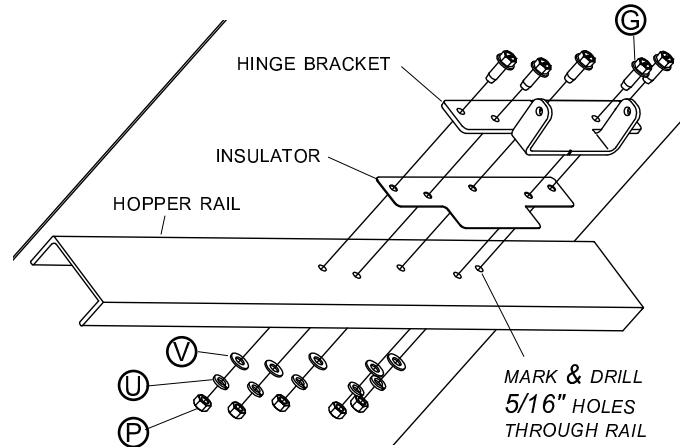 G
HINGE BRACKET
INSULATOR
HOPPER RAIL
V
U
P
MARK & DRILL
5/16" HOLES
THROUGH RAIL